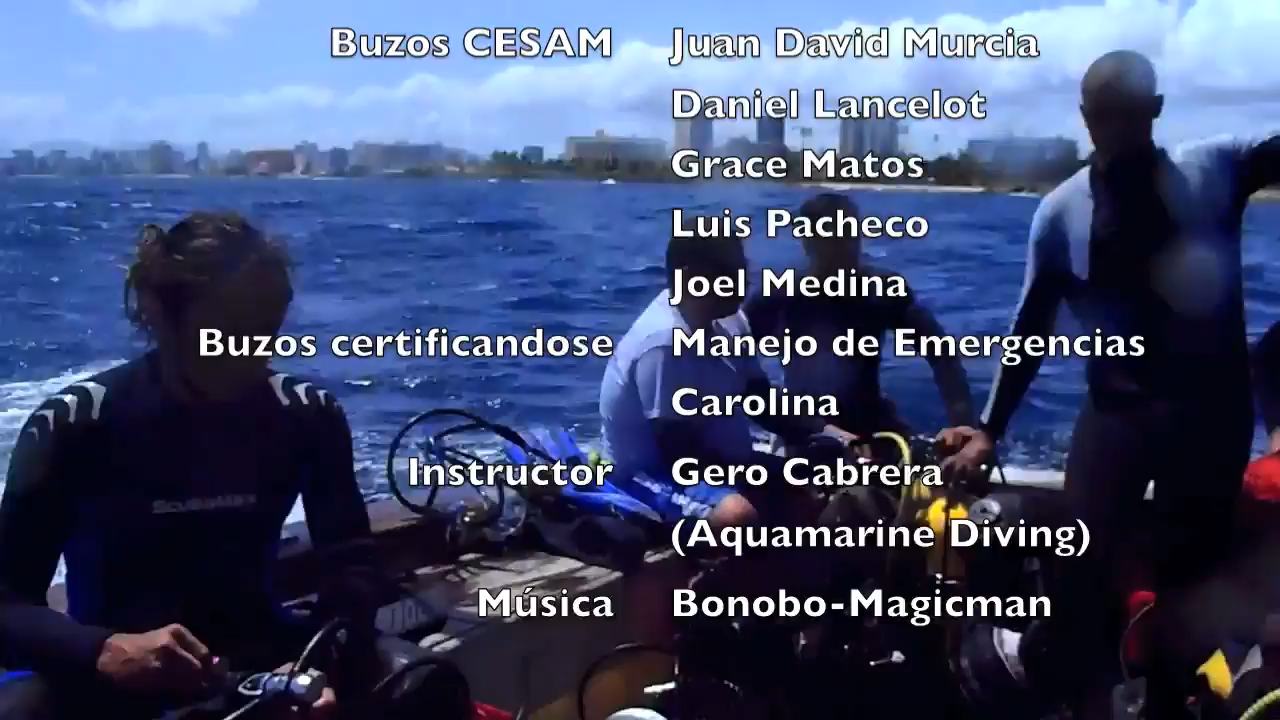 Buzos CESAM Juan David Murcia
Daniel Lancelot
Grace Matos
Luis Pacheco
Joel Medina
Buzos certificandose Manejo de Emergencias
Carolina
Instructor Gero Cabrera
(Aquamarine Diving)
Música Bonobo-Magicman